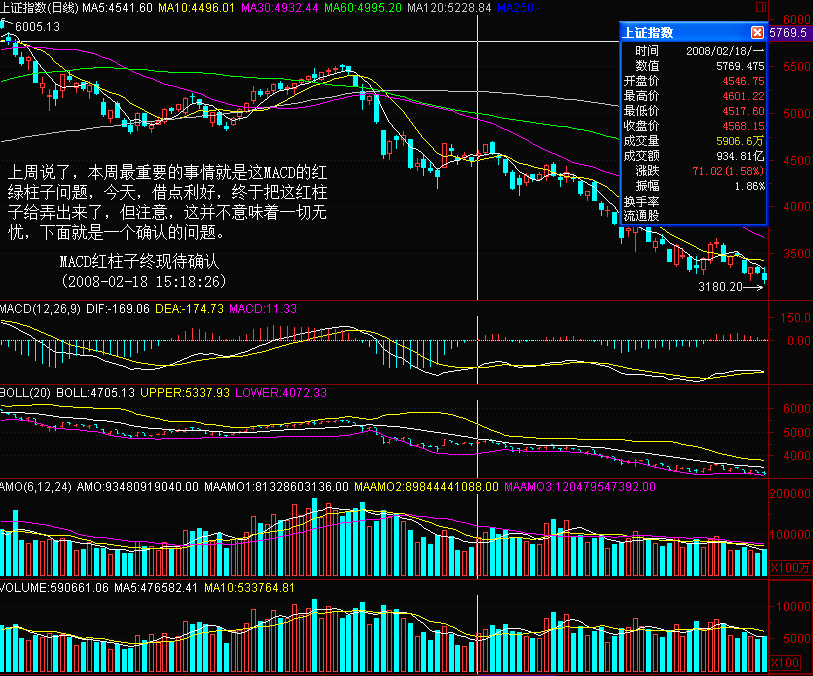 上证指数(日线) MA5:4541.60 MA10:4496.01 MA30:4932.44 MA60:4995.20 MA120:5228.84 MA250:-
6005.13
6000
5769.5
5500
5000
4500
4000
3500
上证指数
时间 2008/02/18/一
数值 5769.475
开盘价 4546.75
最高价 4601.22
最低价 4517.60
收盘价 4568.15
成交量 5906.6万
成交额 934.81亿
涨跌 71.02(1.58%)
振幅 1.86%
换手率
流通股
上周说了，本周最重要的事情就是这MACD的红
绿柱子问题，今天，借点利好，终于把这红柱
子给弄出来了，但注意，这并不意味着一切无
忧，下面就是一个确认的问题。
MACD红柱子终现待确认
(2008-02-18 15:18:26)
3180.20
MACD(12,26,9) DIF:-169.06 DEA:-174.73 MACD:11.33
150.0
0.00
BOLL(20) BOLL:4705.13 UPPER:5337.93 LOWER:4072.33
6000
5000
4000
AMO(6,12,24) AMO:93480919040.00 MAAMO1:81328603136.00 MAAMO2:89844441088.00 MAAMO3:120479547392.00
200000
100000
X100万
VOLUME:590661.06 MA5:476582.41 MA10:533764.81
10000
5000
X100